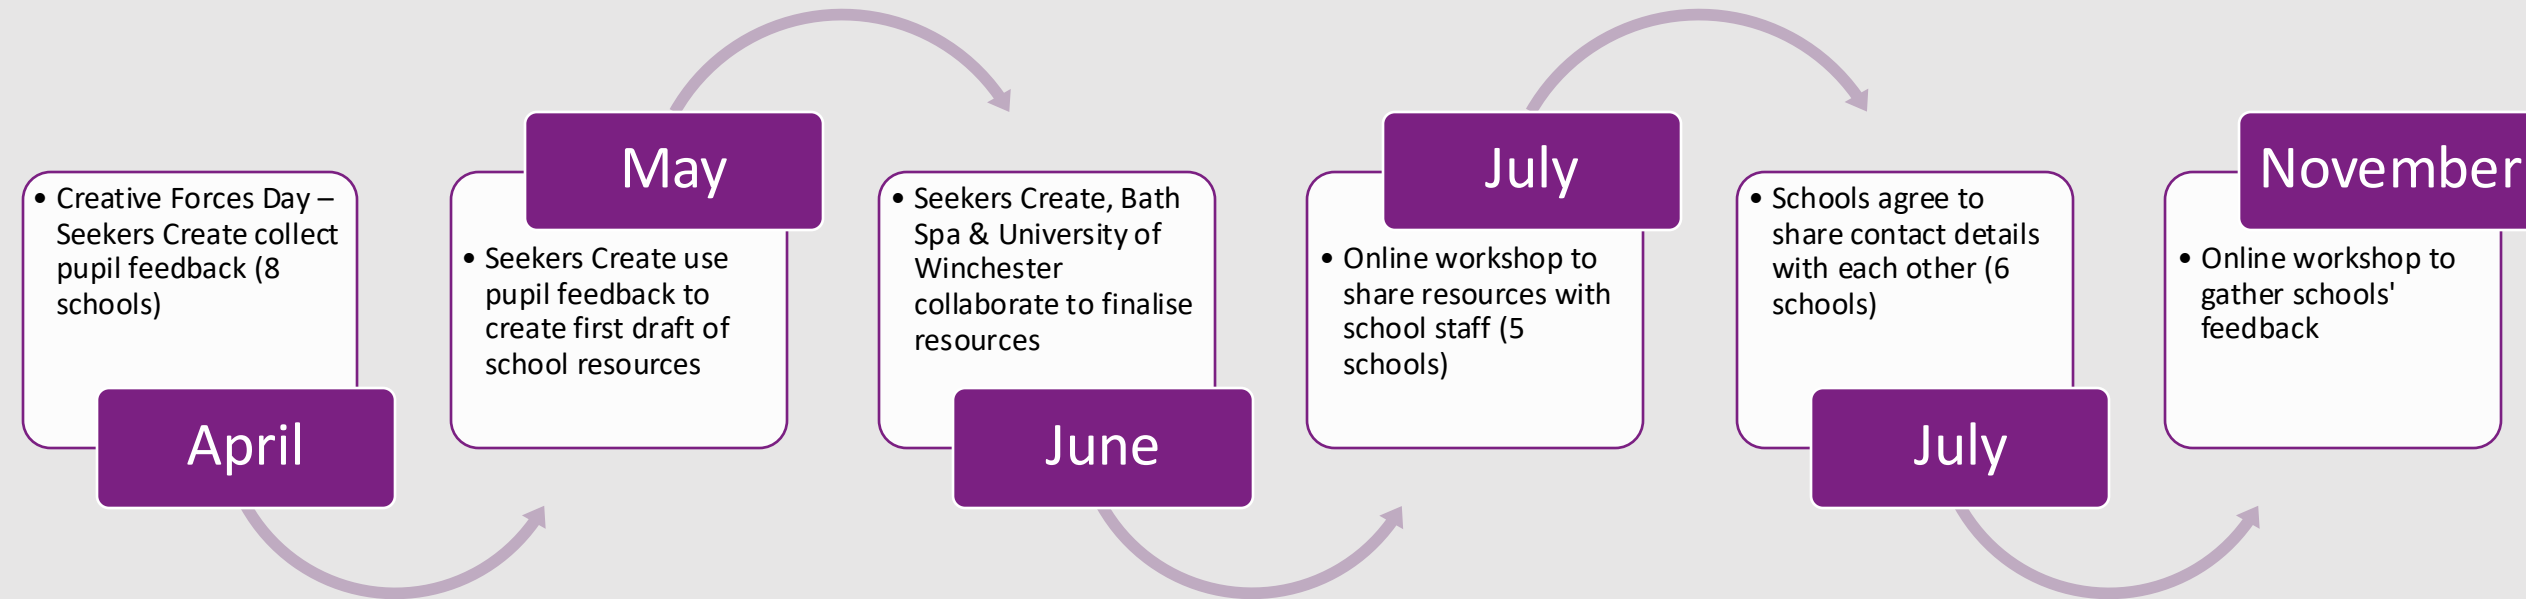 • Creative Forces Day –
Seekers Create collect
pupil feedback (8
schools)
April
May
• Seekers Create use
pupil feedback to
create first draft of
school resources
• Seekers Create, Bath
Spa & University of
Winchester
collaborate to finalise
resources
June
July
• Online workshop to
share resources with
school staff (5
schools)
• Schools agree to
share contact details
with each other (6
schools)
July
November
• Online workshop to
gather schools'
feedback